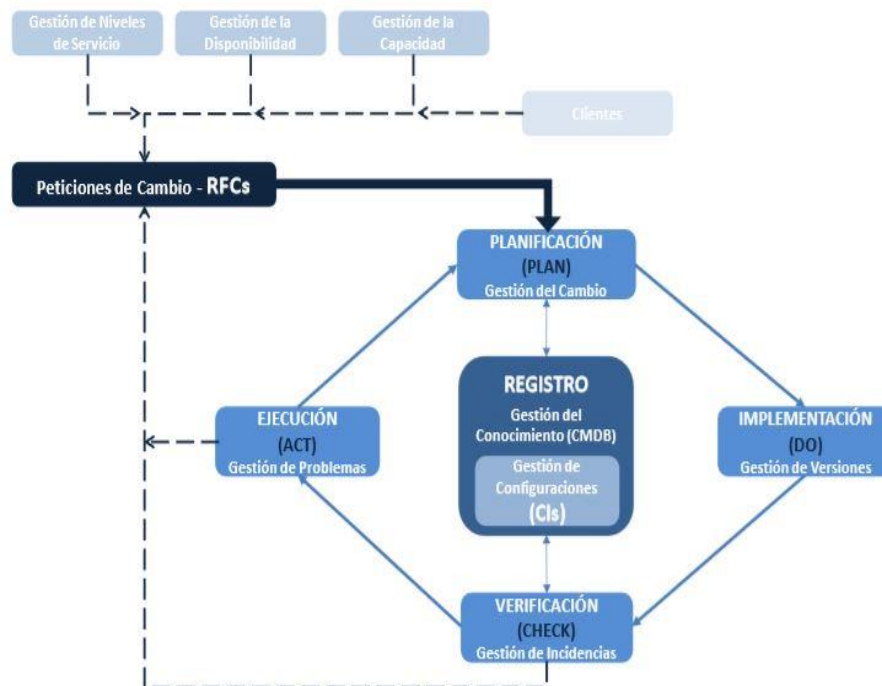 Gestión de Niveles
de Servicio
Gestión de la
Disponibilidad
Gestión de la
Capacidad
Clientes
Peticiones de Cambio - RFCs
PLANIFICACIÓN
(PLAN)
Gestión del Cambio
REGISTRO
Gestión del
Conocimiento (CMDB)
Gestión de
Configuraciones
(CIs)
EJECUCIÓN
(ACT)
Gestión de Problemas
IMPLEMENTACIÓN
(DO)
Gestión de Versiones
VERIFICACIÓN
(CHECK)
Gestión de Incidencias